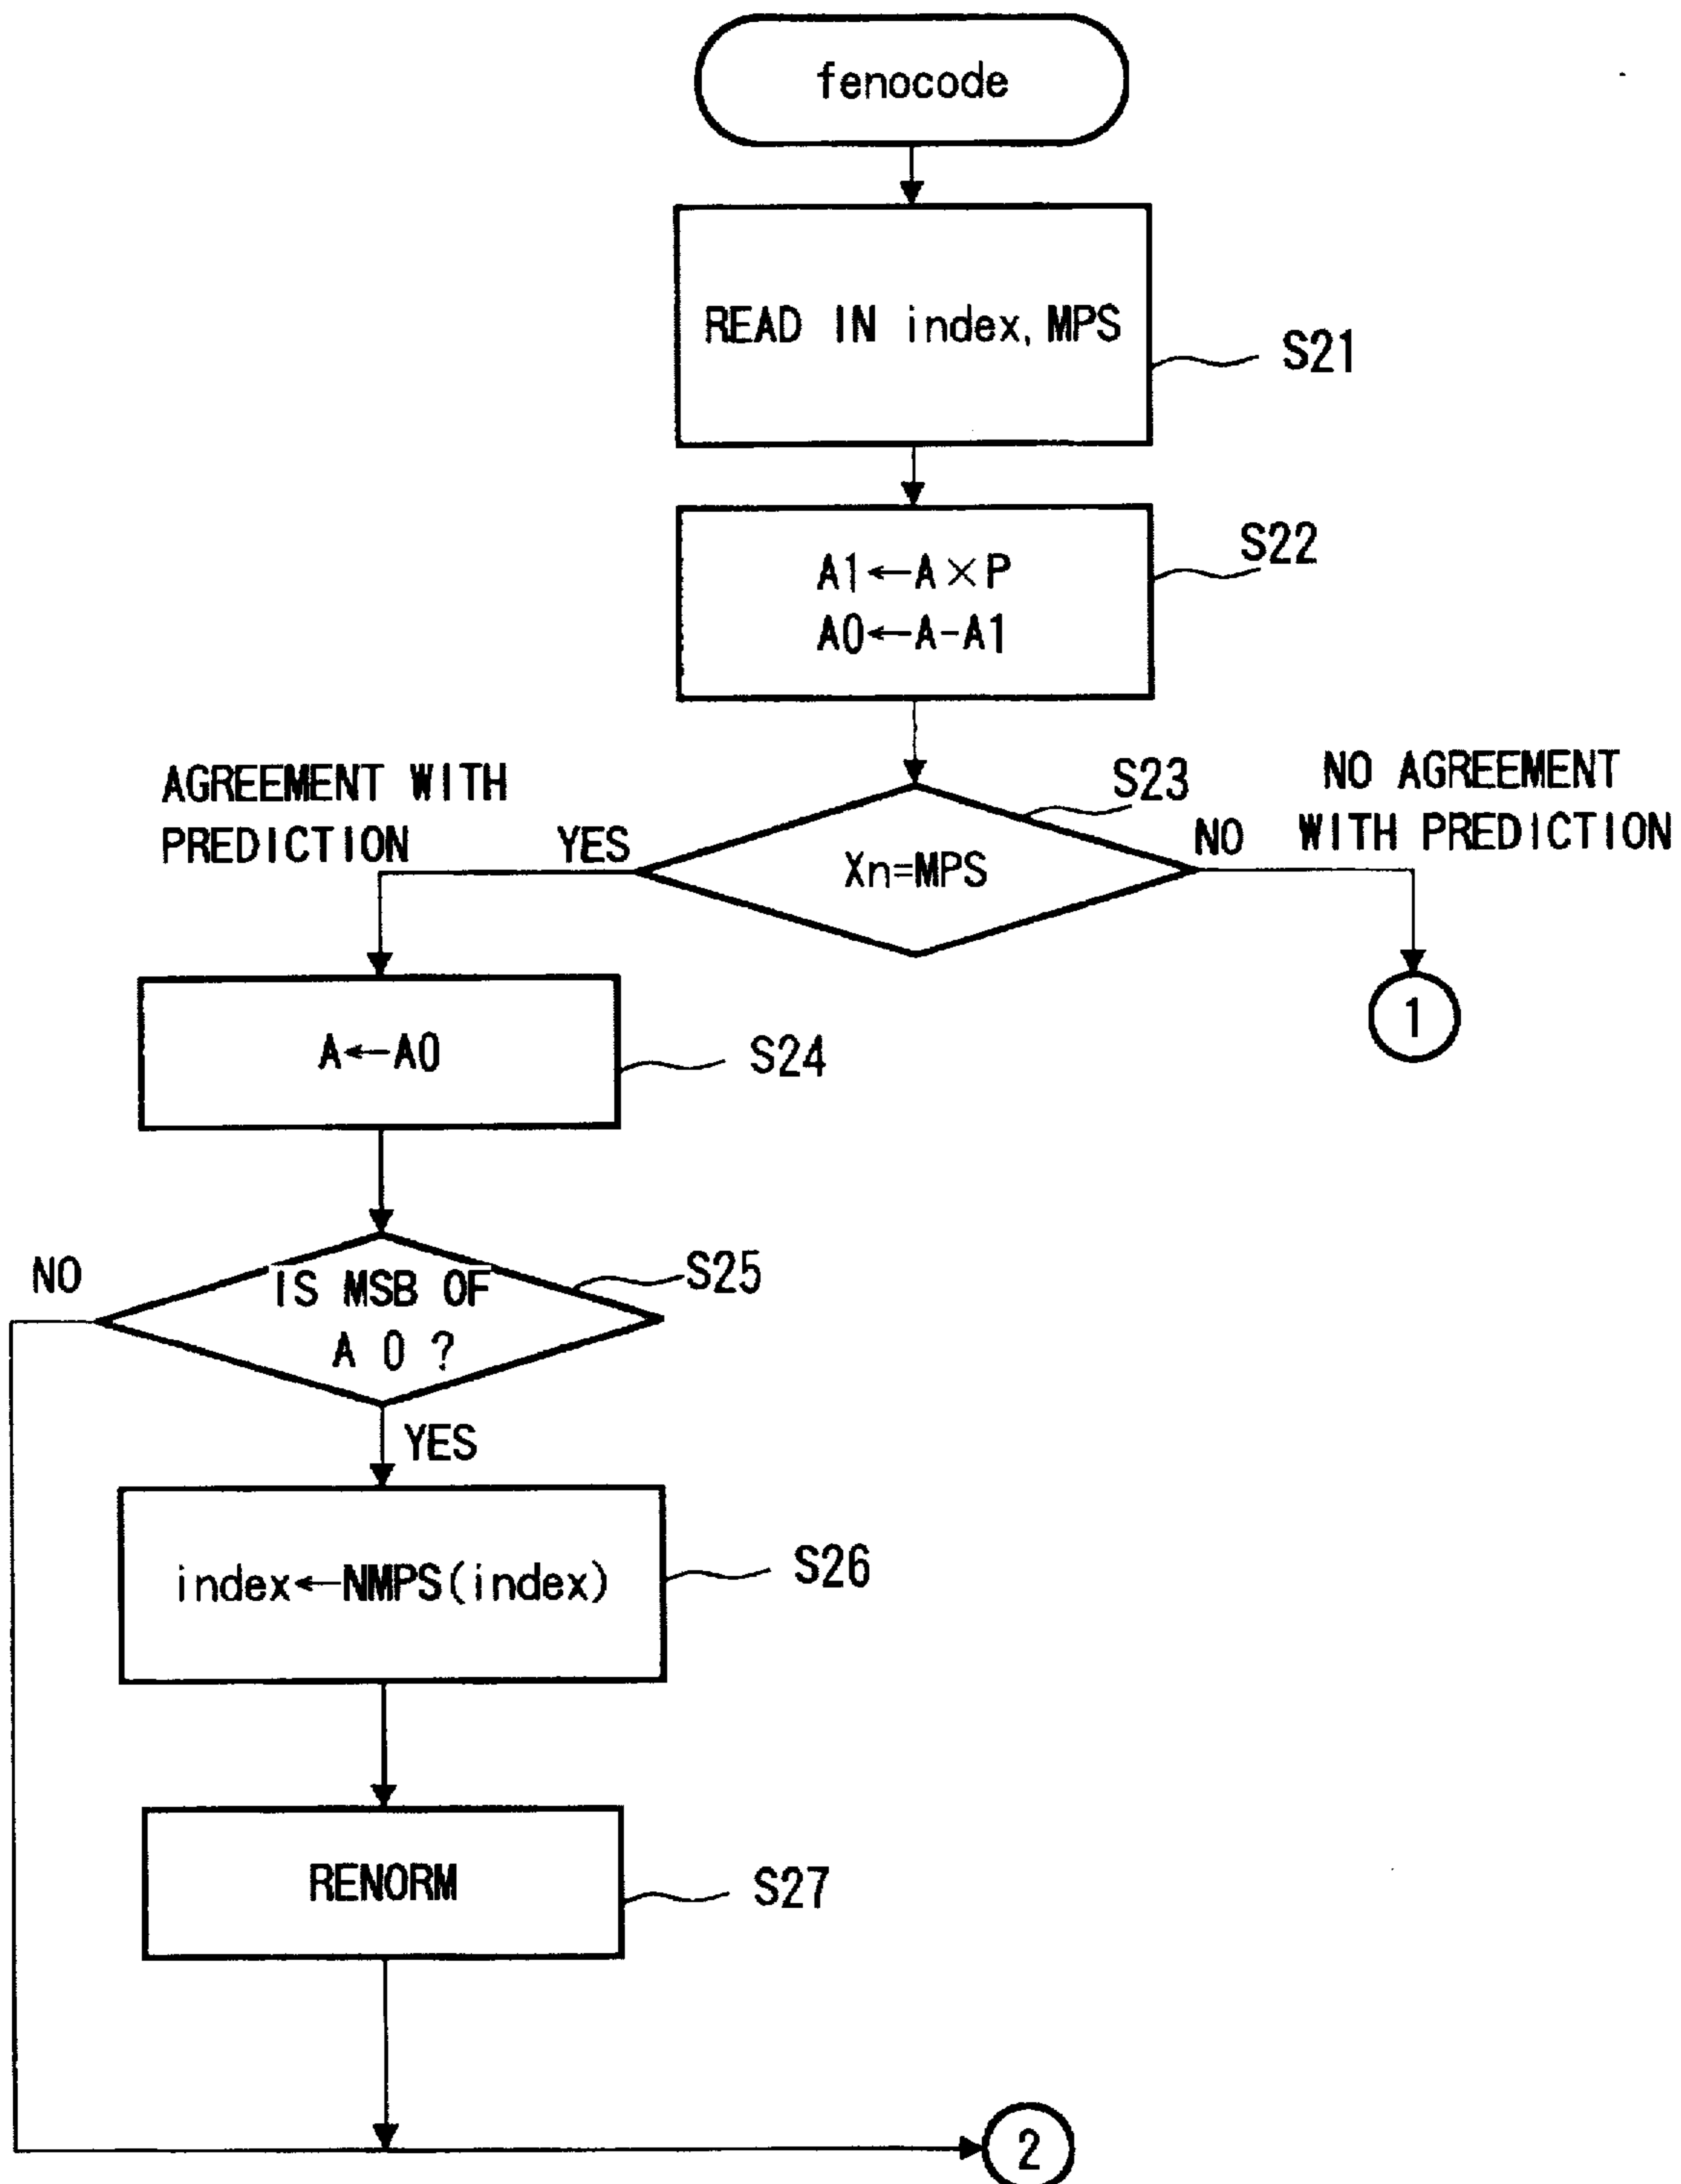 fenocode
READ IN index, MPS
S21
S22
A1←A×P
A0←A-A1
AGREEMENT WITH
PREDICTION
YES
S23
Xn=MPS
NO
NO AGREEMENT
WITH PREDICTION
1
A←A0
S24
NO
IS MSB OF
A 0 ?
S25
YES
index←NMPS(index)
S26
RENORM
S27
2